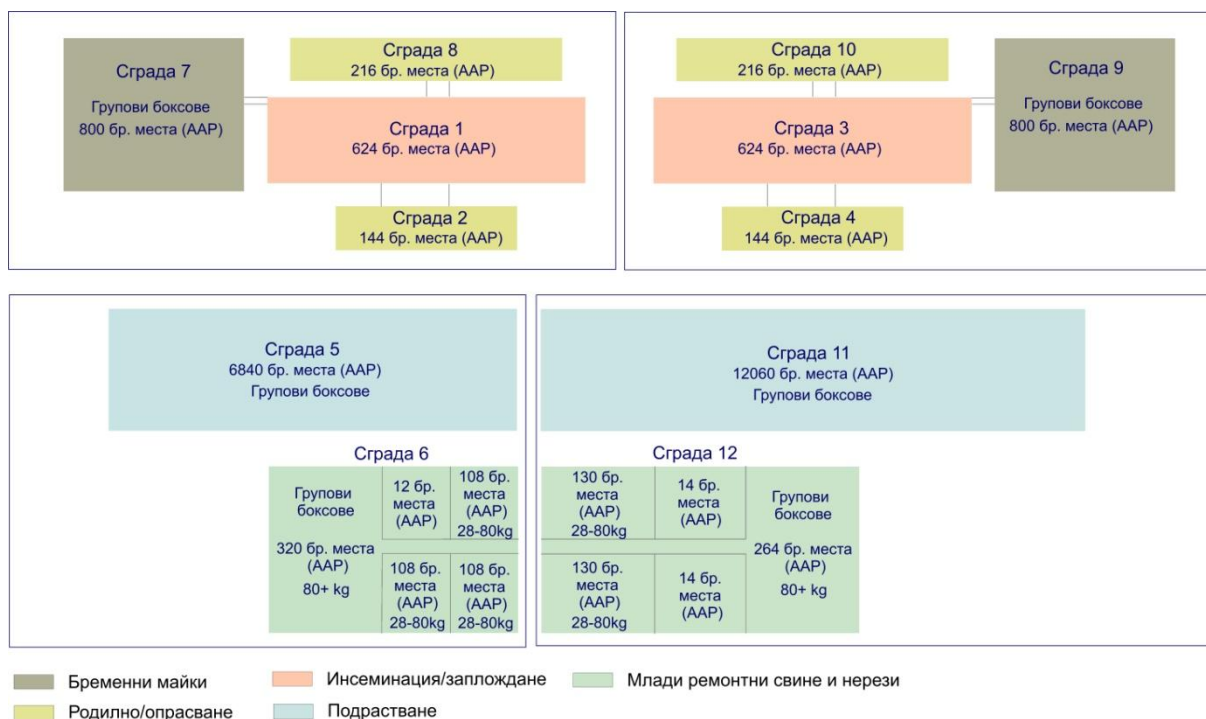 Сграда 7
Групови боксове
800 бр. места (ААР)
Сграда 8
216 бр. места (ААР)
Сграда 1
624 бр. места (ААР)
Сграда 2
144 бр. места (ААР)
Сграда 10
216 бр. места (ААР)
Сграда 3
624 бр. места (ААР)
Сграда 4
144 бр. места (ААР)
Сграда 9
Групови боксове
800 бр. места (ААР)
Сграда 5
6840 бр. места (ААР)
Групови боксове
Сграда 11
12060 бр. места (ААР)
Групови боксове
Сграда 6
Групови
боксове
320 бр. места
(ААР)
80+ kg
12 бр.
места
(ААР)
108 бр.
места
(ААР)
28-80kg
108 бр.
места
(ААР)
28-80kg
108 бр.
места
(ААР)
28-80kg
Сграда 12
130 бр.
места
(ААР)
28-80kg
14 бр.
места
(ААР)
130 бр.
места
(ААР)
28-80kg
14 бр.
места
(ААР)
Групови
боксове
264 бр. места
(ААР)
80+ kg
Бременни майки
Инсеминация/заплождане
Млади ремонтни свине и нерези
Родилно/опрасване
Подрастване